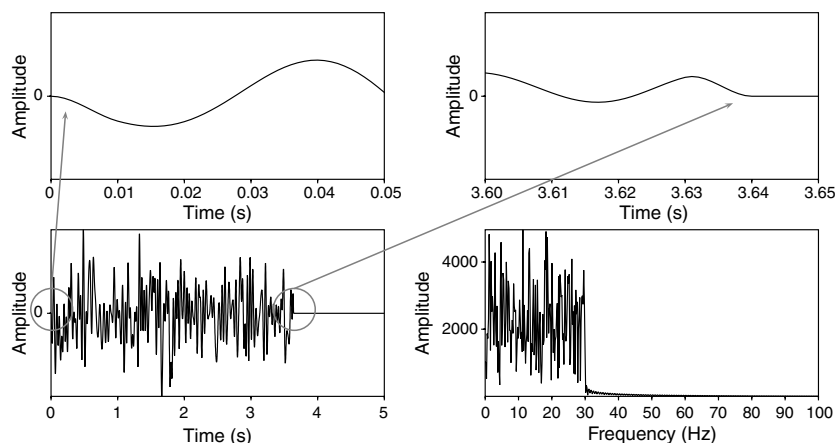 Amplitude
0
0 0.01 0.02 0.03 0.04 0.05
Time (s)
Amplitude
0
3.60 3.61 3.62 3.63 3.64 3.65
Time (s)
Amplitude
0
0 1 2 3 4 5
Time (s)
Amplitude
4000
2000
0 10 20 30 40 50 60 70 80 90 100
Frequency (Hz)